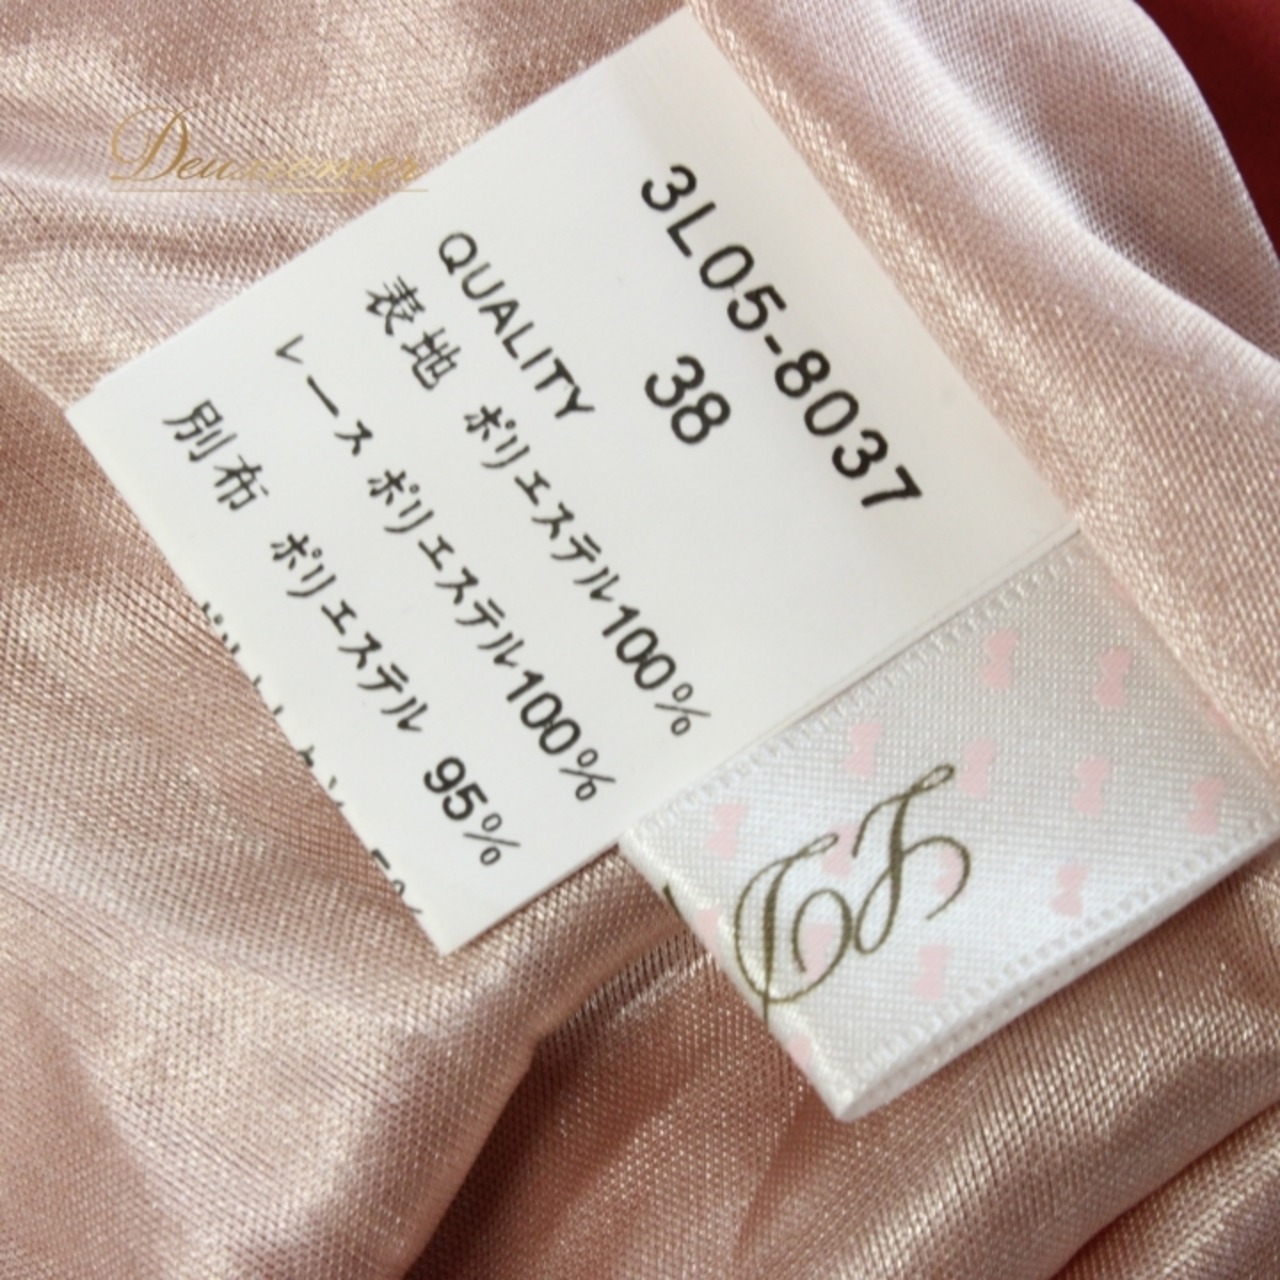 Deuxiemer
3L05-8037
38
QUALITY
表地 ポリエステル100%
レース ポリエステル100%
別布 ポリエステル 95%